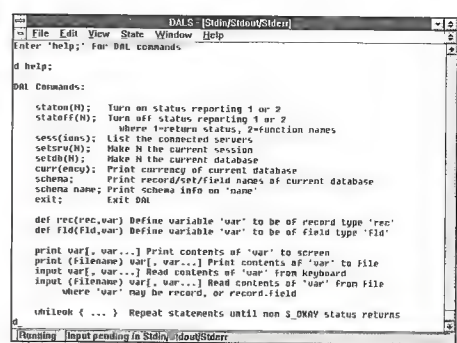 DALS - [Stdin/Stdout/Stderr]
File Edit View State Window Help
Enter 'help;' For DAL commands
d help;
DAL Commands:
staton(N); Turn on status reporting 1 or 2
statoff(N); Turn off status reporting 1 or 2
where 1=return status, 2=function names
sess(ions); List the connected servers
setsrv(N); Make N the current session
setdb(N); Make N the current database
curr(ency); Print currency of current database
schema; Print record/set/field names of current database
schema name; Print schema info on 'name'
exit; Exit DAL
def rec(rec,var) Define variable 'var' to be of record type 'rec'
def fld(fld,var) Define variable 'var' to be of field type 'fld'
print var[, var...] Print contents of 'var' to screen
print (filename) var[, var...] Print contents of 'var' to File
input var[, var...] Read contents of 'var' from keyboard
input (filename) var[, var...] Read contents of 'var' from File
where 'var' may be record, or record.field
whileok { ... } Repeat statements until non S_OKAY status returns
d_
Running Input pending in Stdin/Stdout/Stderr